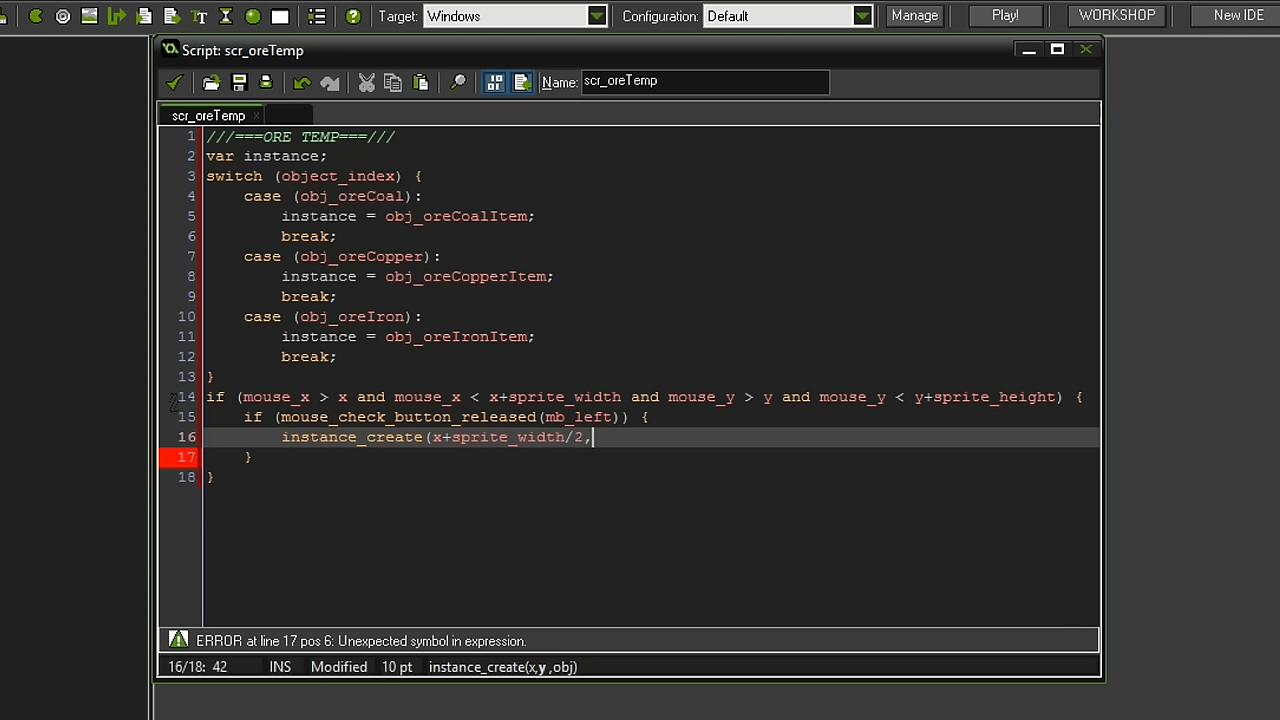 Target: Windows Configuration: Default Manage Play! WORKSHOP New IDE
Script: scr_oreTemp
Name: scr_oreTemp
scr_oreTemp
1 ///===ORE TEMP===///
2 var instance;
3 switch (object_index) {
4 case (obj_oreCoal):
5 instance = obj_oreCoalItem;
6 break;
7 case (obj_oreCopper):
8 instance = obj_oreCopperItem;
9 break;
10 case (obj_oreIron):
11 instance = obj_oreIronItem;
12 break;
13 }
14 if (mouse_x > x and mouse_x < x+sprite_width and mouse_y > y and mouse_y < y+sprite_height) {
15 if (mouse_check_button_released(mb_left)) {
16 instance_create(x+sprite_width/2,
17 }
18 }
ERROR at line 17 pos 6: Unexpected symbol in expression.
16/18: 42 INS Modified 10 pt instance_create(x,y ,obj)